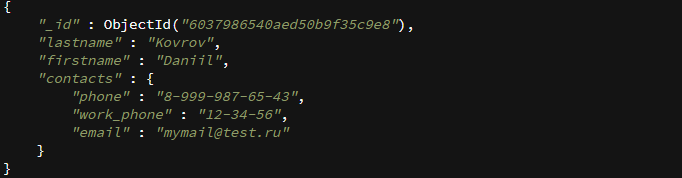 {
    "_id" : ObjectId("6037986540aed50b9f35c9e8"),
    "lastname" : "Kovrov",
    "firstname" : "Daniil",
    "contacts" : {
        "phone" : "8-999-987-65-43",
        "work_phone" : "12-34-56",
        "email" : "mymail@test.ru"
    }
}